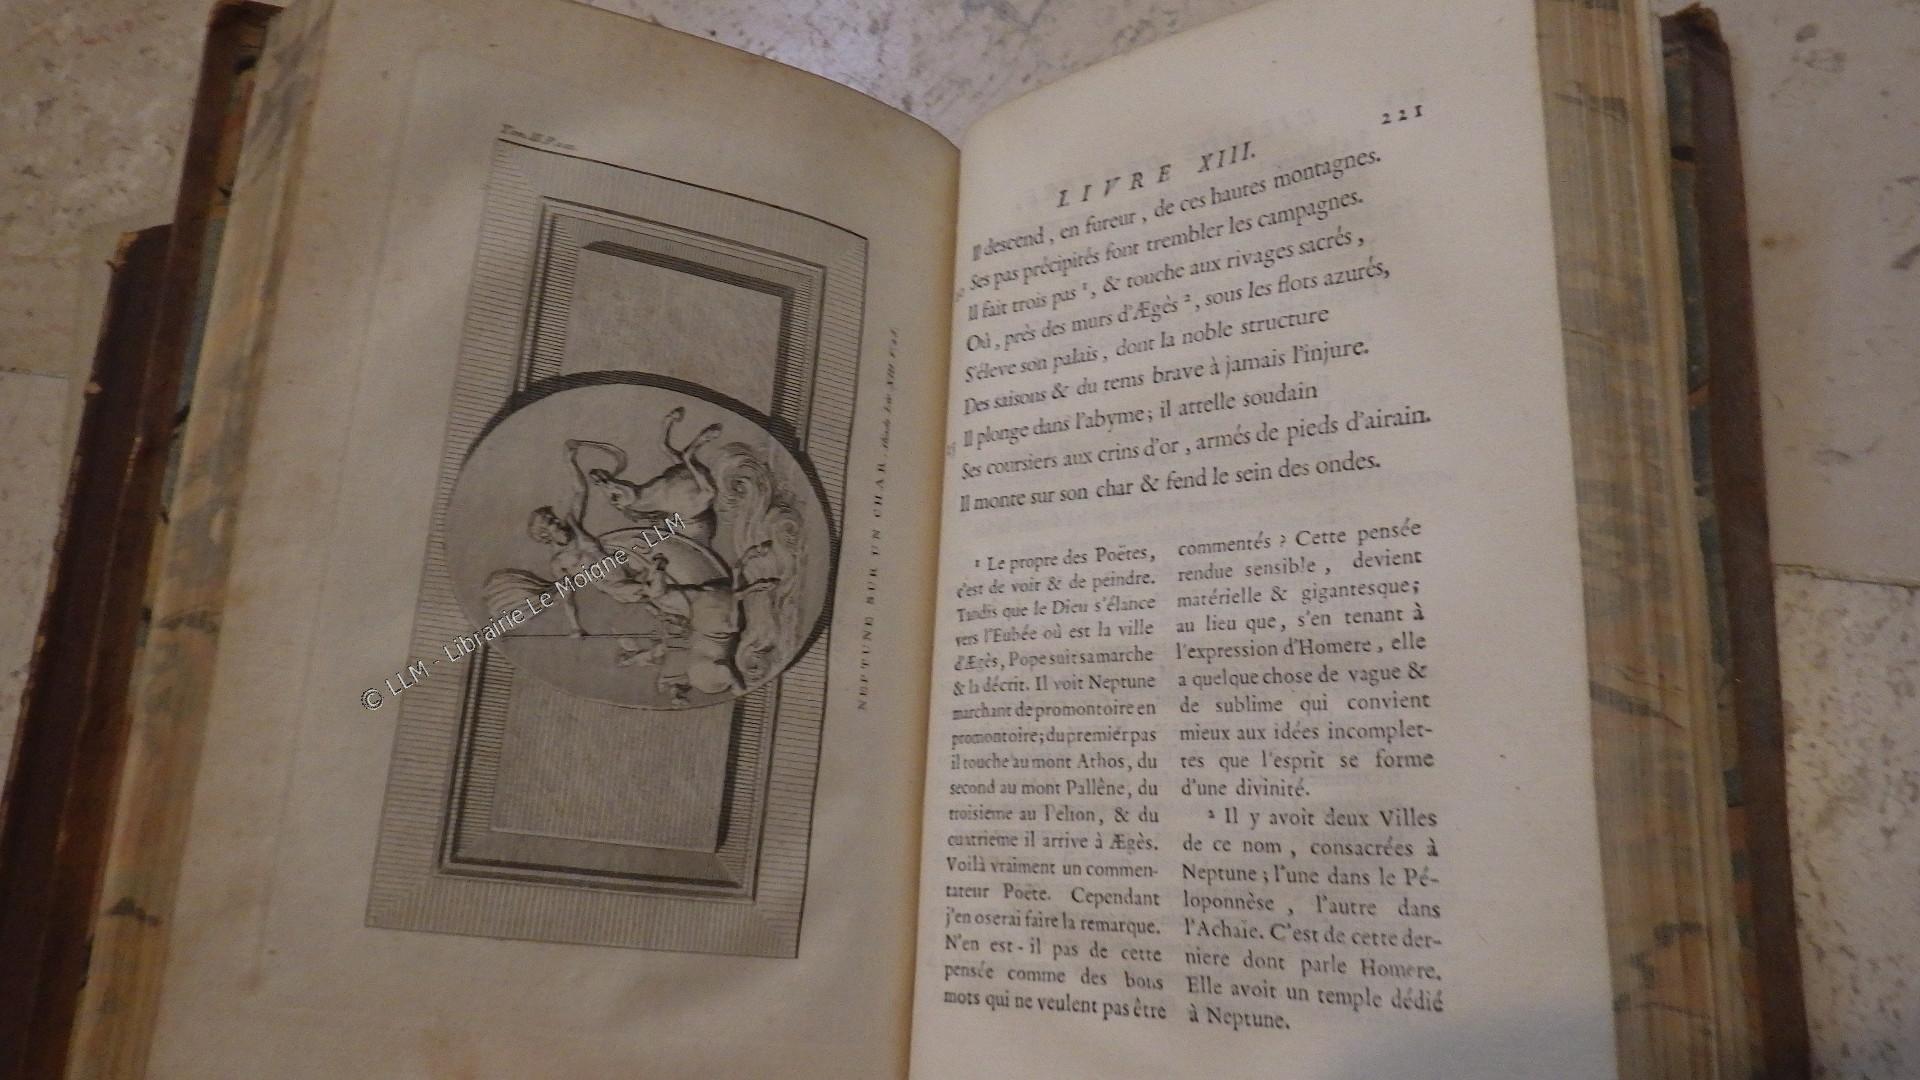 Tom. II. P.
NEPTUNE SUR UN CHAR. Iliade Liv. XIII
© LLM - Librairie Le Moigne - LLM
221
LIVRE XIII.
Il descend, en fureur, de ces hautes montagnes.
Ses pas précipités font trembler les campagnes.
Il fait trois pas ¹, & touche aux rivages sacrés,
Où, près des murs d'Ægès ², sous les flots azurés,
S'éleve son palais, dont la noble structure
Des saisons & du tems brave à jamais l'injure.
Il plonge dans l'abyme; il attelle soudain
Ses coursiers aux crins d'or, armés de pieds d'airain.
Il monte sur son char & fend le sein des ondes.
¹ Le propre des Poëtes,
c'est de voir & de peindre.
Tandis que le Dieu s'élance
vers l'Eubée où est la ville
d'Ægès, Pope suit sa marche
& la décrit. Il voit Neptune
marchant de promontoire en
promontoire; du premier pas
il touche au mont Athos, du
second au mont Pallêne, du
troisieme au Pélion, & du
quatrieme il arrive à Ægès.
Voilà vraiment un commen-
tateur Poëte. Cependant
j'en oserai faire la remarque.
N'en est-il pas de cette
pensée comme des bons
mots qui ne veulent pas être
commentés ? Cette pensée
rendue sensible, devient
matérielle & gigantesque;
au lieu que, s'en tenant à
l'expression d'Homere, elle
a quelque chose de vague &
de sublime qui convient
mieux aux idées incomplet-
tes que l'esprit se forme
d'une divinité.
² Il y avoit deux Villes
de ce nom, consacrées à
Neptune; l'une dans le Pé-
loponnèse, l'autre dans
l'Achaïe. C'est de cette der-
niere dont parle Homere.
Elle avoit un temple dédié
à Neptune.